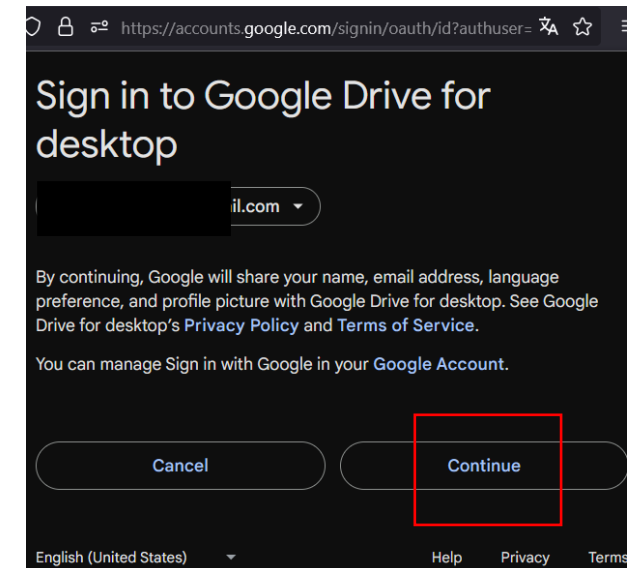 https://accounts.google.com/signin/oauth/id?authuser=
Sign in to Google Drive for
desktop
il.com
By continuing, Google will share your name, email address, language
preference, and profile picture with Google Drive for desktop. See Google
Drive for desktop's Privacy Policy and Terms of Service.
You can manage Sign in with Google in your Google Account.
Cancel Continue
English (United States) Help Privacy Terms